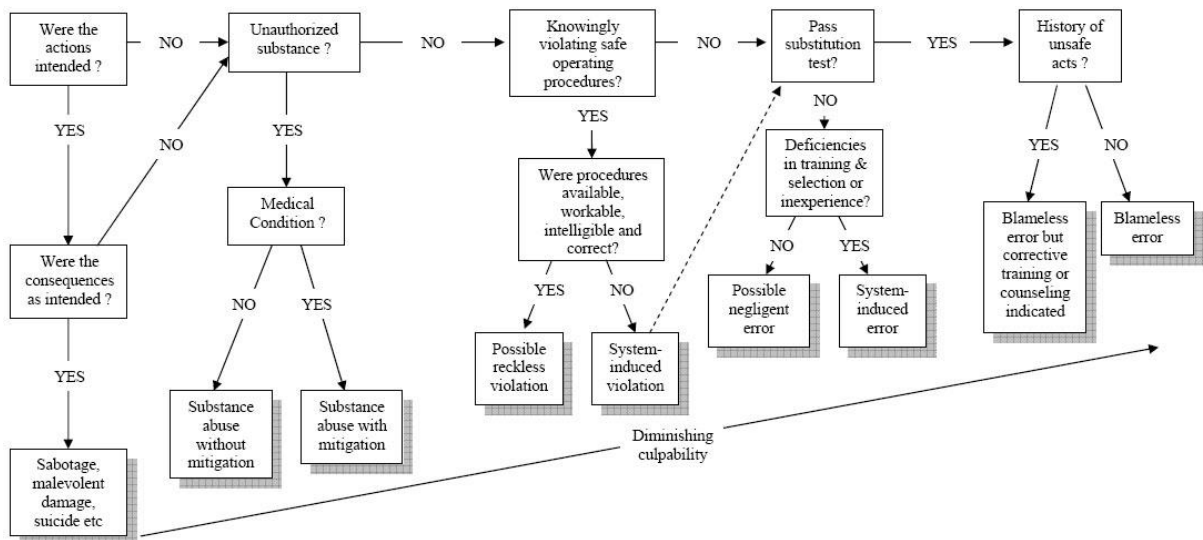 Were the
actions
intended ?
NO
Unauthorized
substance ?
NO
Knowingly
violating safe
operating
procedures?
NO
Pass
substitution
test?
YES
History of
unsafe
acts ?
YES
NO
YES
YES
NO
YES
NO
Were the
consequences
as intended ?
Medical
Condition ?
Were procedures
available,
workable,
intelligible and
correct?
Deficiencies
in training &
selection or
inexperience?
NO
YES
YES
NO
NO
YES
Blameless
error but
corrective
training or
counseling
indicated
Blameless
error
YES
Substance
abuse
without
mitigation
Substance
abuse with
mitigation
Possible
reckless
violation
System-
induced
violation
Possible
negligent
error
System-
induced
error
Sabotage,
malevolent
damage,
suicide etc
Diminishing
culpability